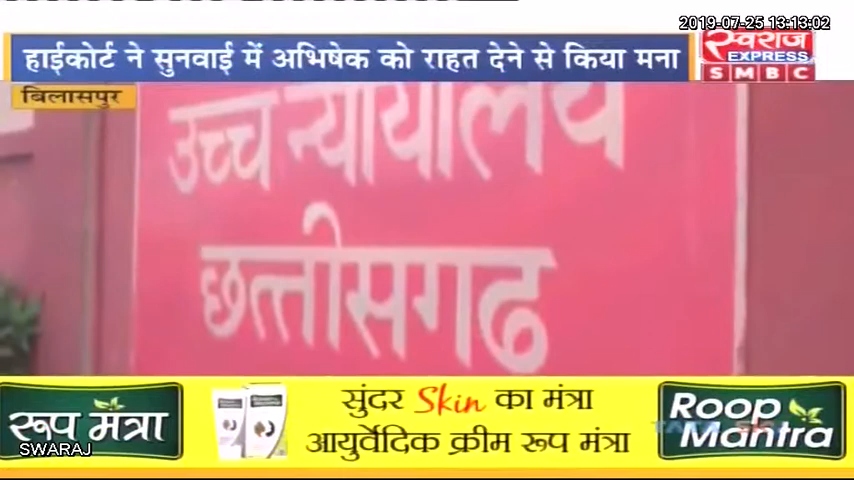 2019-07-25 13:13:02
हाईकोर्ट ने सुनवाई में अभिषेक को राहत देने से किया मना
स्वराज
EXPRESS
SMBC
बिलासपुर
उच्च न्यायालय
छत्तीसगढ
रूप मंत्रा
SWARAJ
सुंदर Skin का मंत्रा
आयुर्वेदिक क्रीम रूप मंत्रा
Roop
Mantra